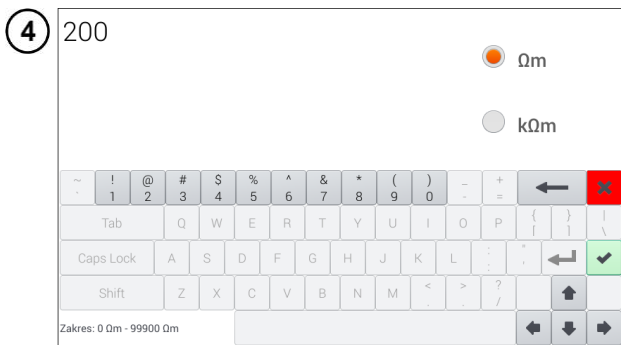 4
200
Ωm
kΩm
~ ! @ # $ % ^ & * ( ) _ +
` 1 2 3 4 5 6 7 8 9 0 - =
Tab Q W E R T Y U I O P { } |
[ ] \
Caps Lock A S D F G H J K L : "
; '
Shift Z X C V B N M < > ?
, . /
Zakres: 0 Ωm - 99900 Ωm